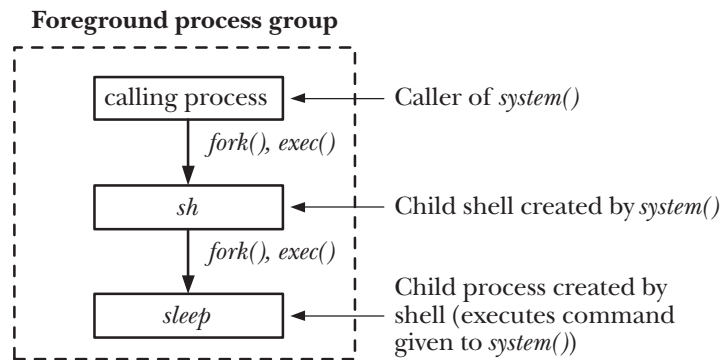 Foreground process group
calling process
Caller of system()
fork(), exec()
sh
Child shell created by system()
fork(), exec()
sleep
Child process created by
shell (executes command
given to system())